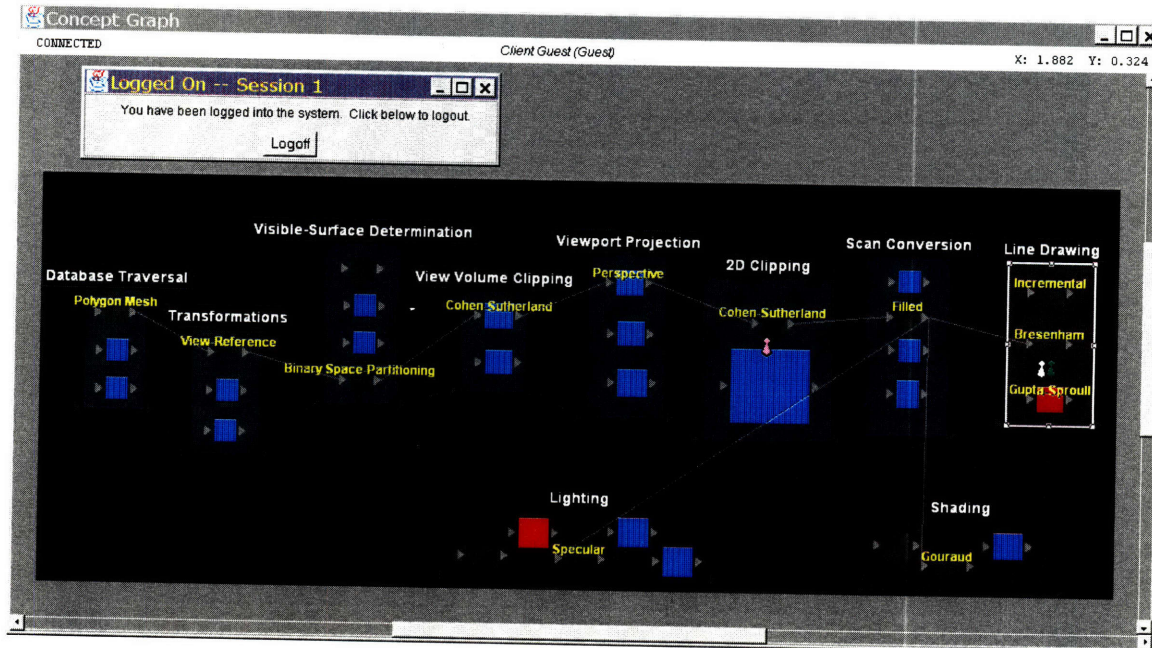 Concept Graph
CONNECTED
Client Guest (Guest)
X: 1.882 Y: 0.324
Logged On -- Session 1
You have been logged into the system. Click below to logout.
Logoff
Visible-Surface Determination
Viewport Projection
Scan Conversion
Line Drawing
Database Traversal
View Volume Clipping
2D Clipping
Perspective
Incremental
Polygon Mesh
Transformations
Cohen Sutherland
Cohen Sutherland
Filled
View Reference
Bresenham
Binary Space Partitioning
Gupta Sproull
Lighting
Shading
Specular
Gouraud